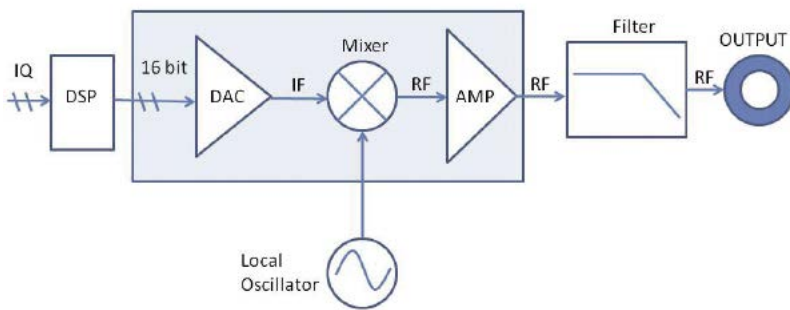 IQ
DSP
16 bit
DAC
IF
Mixer
RF
AMP
RF
Filter
RF
OUTPUT
Local
Oscillator